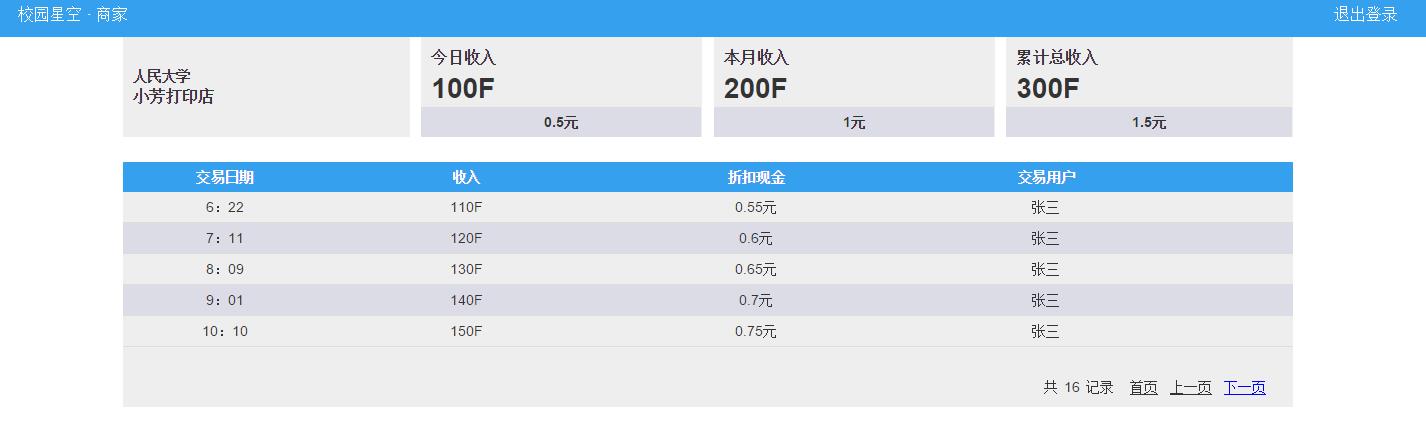 校园星空 - 商家 退出登录
人民大学
小芳打印店
今日收入
100F
0.5元
本月收入
200F
1元
累计总收入
300F
1.5元
交易日期 收入 折扣现金 交易用户
6：22 110F 0.55元 张三
7：11 120F 0.6元 张三
8：09 130F 0.65元 张三
9：01 140F 0.7元 张三
10：10 150F 0.75元 张三
共 16 记录 首页 上一页 下一页